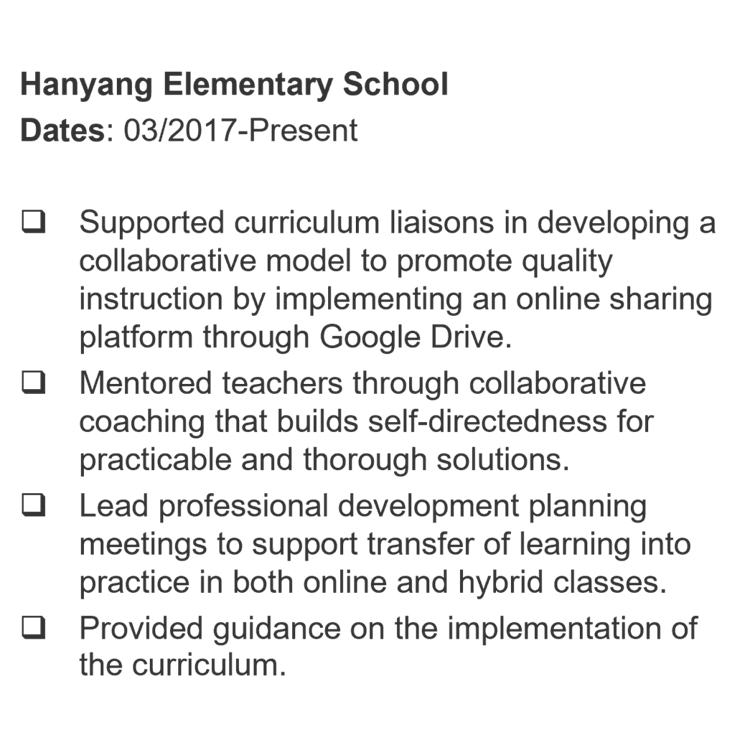 Hanyang Elementary School
Dates: 03/2017-Present
❑ Supported curriculum liaisons in developing a
collaborative model to promote quality
instruction by implementing an online sharing
platform through Google Drive.
❑ Mentored teachers through collaborative
coaching that builds self-directedness for
practicable and thorough solutions.
❑ Lead professional development planning
meetings to support transfer of learning into
practice in both online and hybrid classes.
❑ Provided guidance on the implementation of
the curriculum.